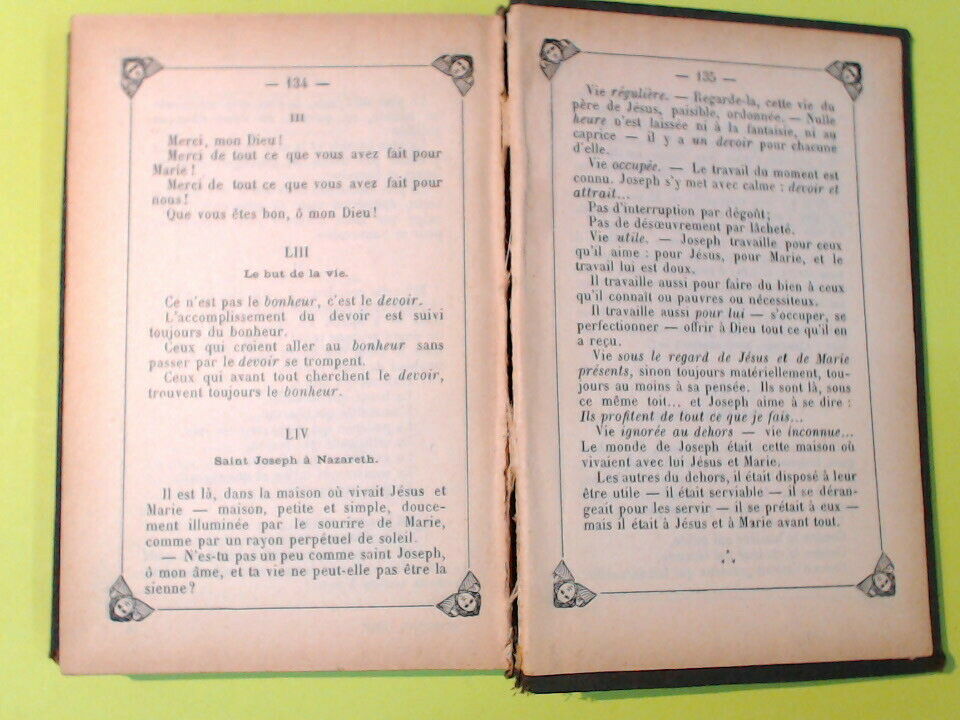 — 134 —
III
Merci, mon Dieu!
Merci de tout ce que vous avez fait pour
Marie!
Merci de tout ce que vous avez fait pour
nous!
Que vous êtes bon, ô mon Dieu!
LIII
Le but de la vie.
Ce n'est pas le bonheur, c'est le devoir.
L'accomplissement du devoir est suivi
toujours du bonheur.
Ceux qui croient aller au bonheur sans
passer par le devoir se trompent.
Ceux qui avant tout cherchent le devoir,
trouvent toujours le bonheur.
LIV
Saint Joseph à Nazareth.
Il est là, dans la maison où vivait Jésus et
Marie — maison, petite et simple, douce-
ment illuminée par le sourire de Marie,
comme par un rayon perpétuel de soleil.
— N'es-tu pas un peu comme saint Joseph,
ô mon âme, et ta vie ne peut-elle pas être la
sienne?
— 135 —
Vie régulière. — Regarde-la, cette vie du
père de Jésus, paisible, ordonnée. — Nulle
heure n'est laissée ni à la fantaisie, ni au
caprice — il y a un devoir pour chacune
d'elle.
Vie occupée. — Le travail du moment est
connu. Joseph s'y met avec calme : devoir et
attrait...
Pas d'interruption par dégoût;
Pas de désœuvrement par lâcheté.
Vie utile. — Joseph travaille pour ceux
qu'il aime : pour Jésus, pour Marie, et le
travail lui est doux.
Il travaille aussi pour faire du bien à ceux
qu'il connaît ou pauvres ou nécessiteux.
Il travaille aussi pour lui — s'occuper, se
perfectionner — offrir à Dieu tout ce qu'il en
a reçu.
Vie sous le regard de Jésus et de Marie
présents, sinon toujours matériellement, tou-
jours au moins à sa pensée. Ils sont là, sous
ce même toit... et Joseph aime à se dire :
Ils profitent de tout ce que je fais...
Vie ignorée au dehors — vie inconnue...
Le monde de Joseph était cette maison où
vivaient avec lui Jésus et Marie.
Les autres du dehors, il était disposé à leur
être utile — il était serviable — il se déran-
geait pour les servir — il se prêtait à eux —
mais il était à Jésus et à Marie avant tout.